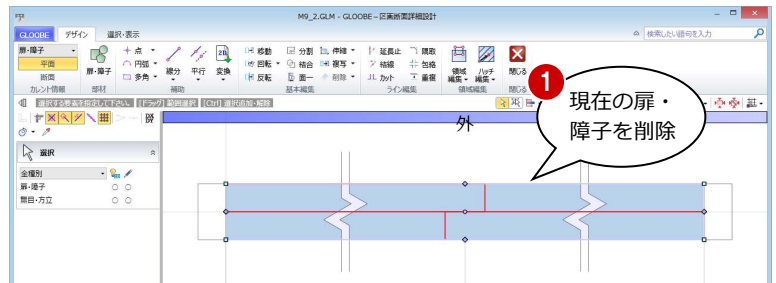 M9_2.GLM - GLOOBE – 区画断面詳細設計
GLOOBE デザイン 選択・表示 検索したい語句を入力
扉・障子
平面
断面
カレント情報
扉・障子
部材
点
円弧
多角
線分 平行 変換
補助
移動 分割 伸縮
回転 結合 複写
反転 面一 削除
基本編集
延長止 隅取
結線 包絡
カット 重複
ライン編集
領域編集 ハッチ編集
領域編集
閉じる
閉じる
選択する要素を指定して下さい。 [ドラッグ] 範囲選択 [Ctrl] 選択追加・解除
選択
全種別
扉・障子
無目・方立
外
1
現在の扉・
障子を削除